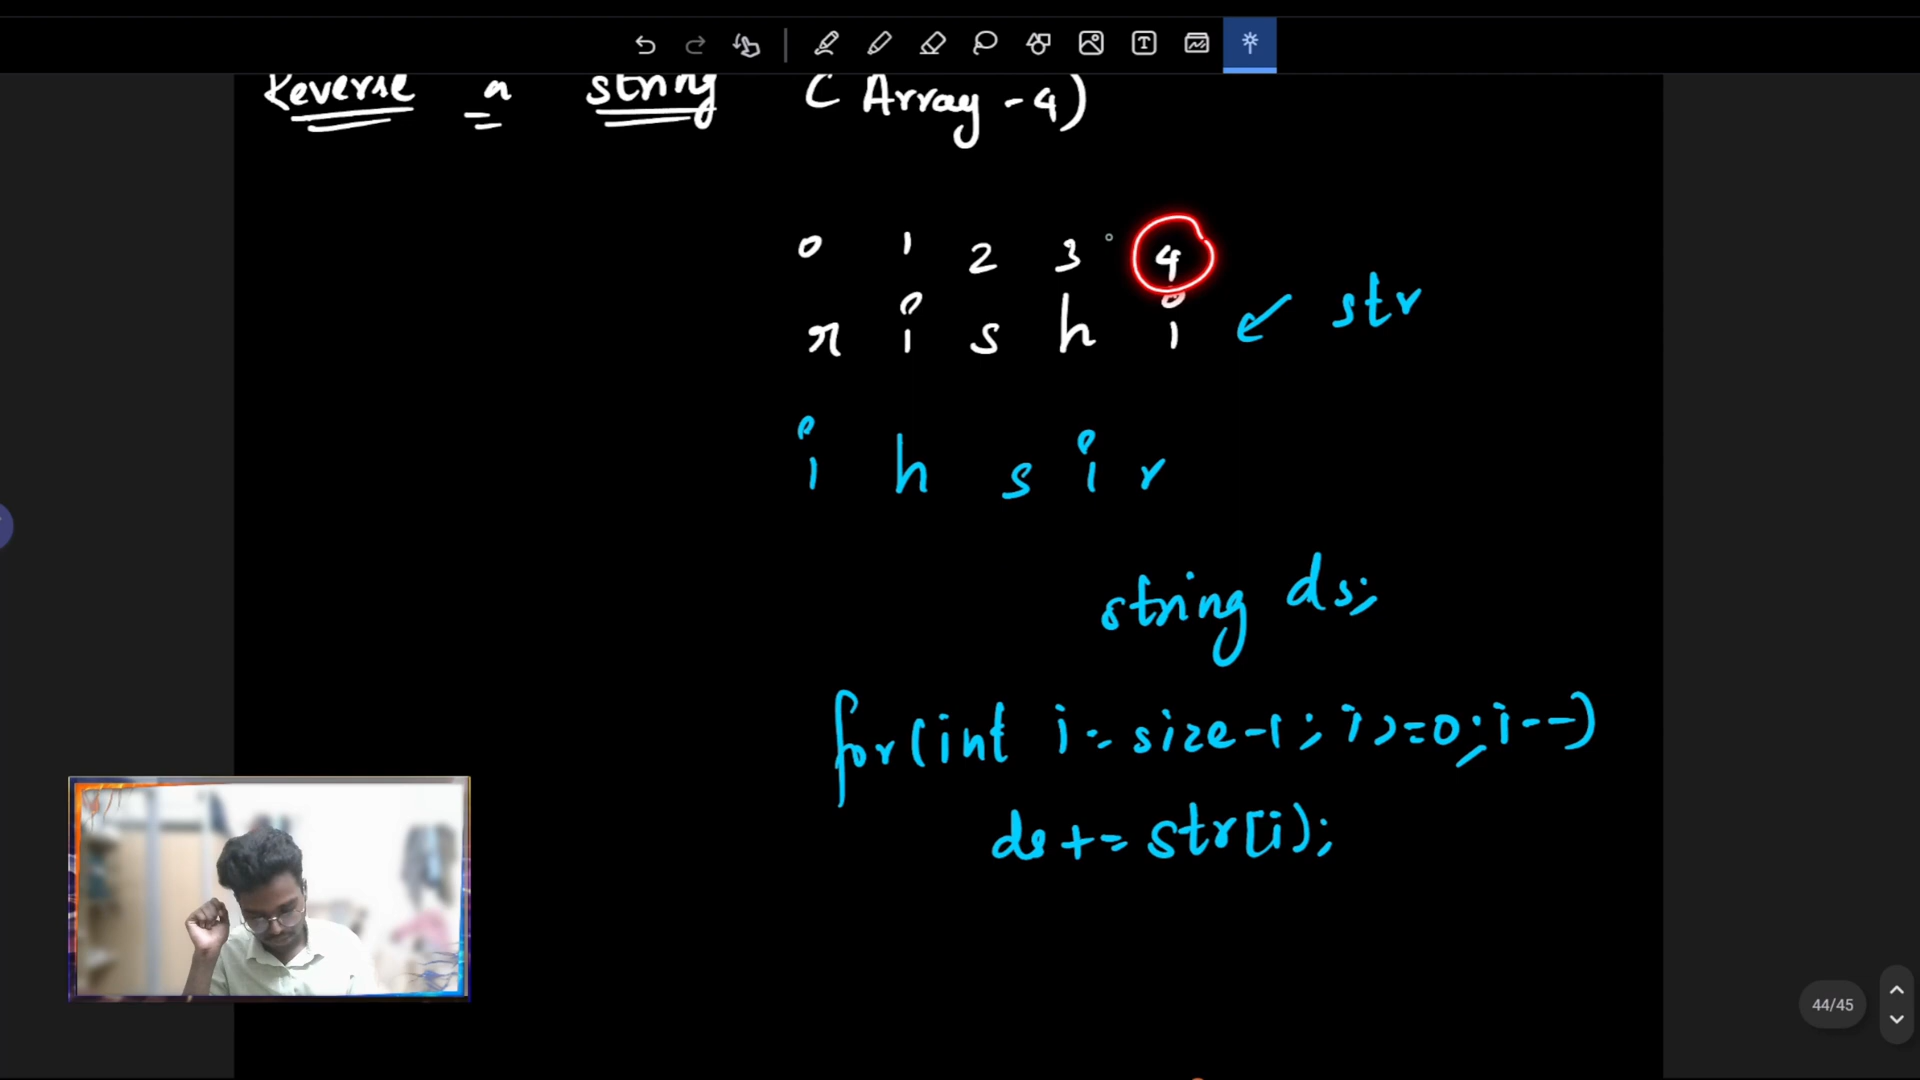 Reverse a string (Array-4)
0 1 2 3 4
r i s h i ↙ str
i h s i r
string ds;
for(int i=size-1; i>=0; i--)
ds += str[i);
44/45